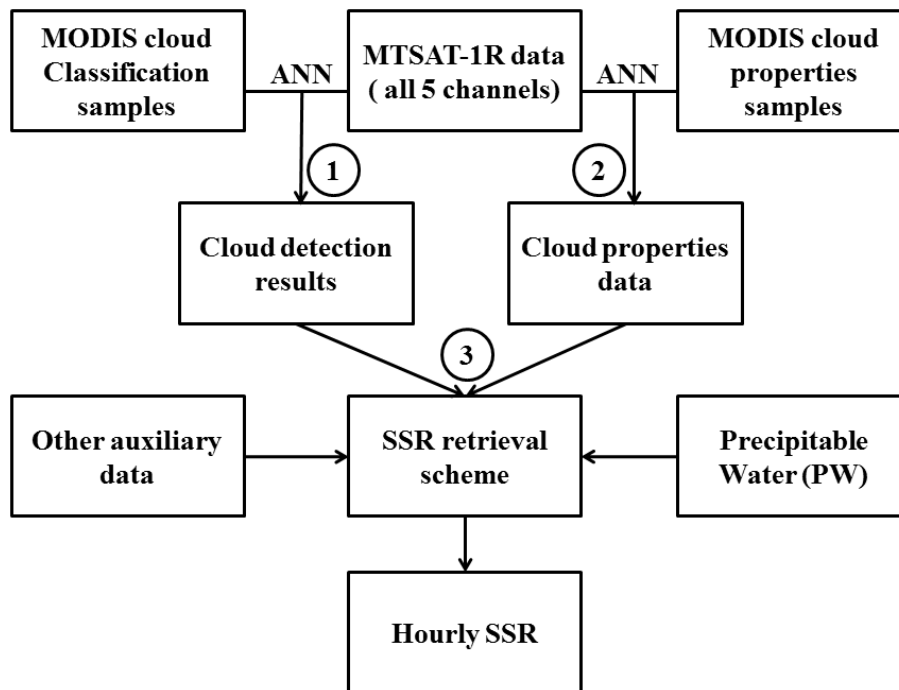 MODIS cloud
Classification
samples
ANN
MTSAT-1R data
( all 5 channels)
ANN
MODIS cloud
properties
samples
1
2
Cloud detection
results
Cloud properties
data
3
Other auxiliary
data
SSR retrieval
scheme
Precipitable
Water (PW)
Hourly SSR